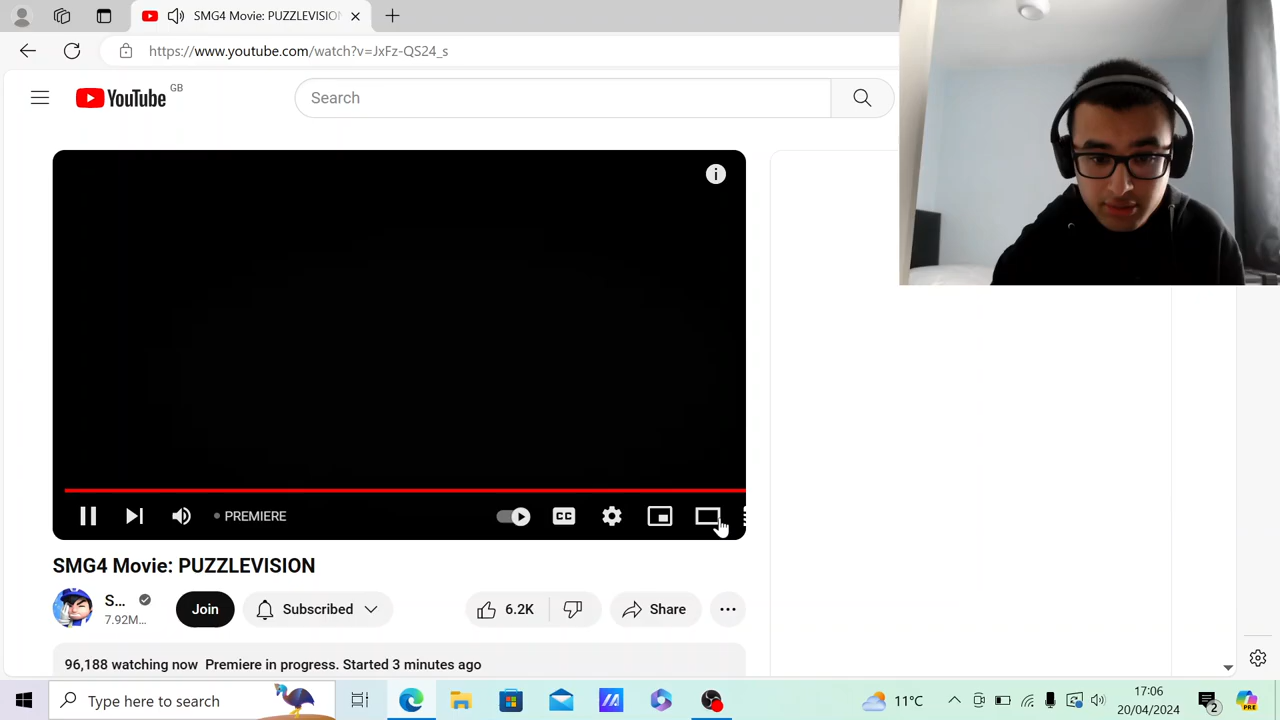 SMG4 Movie: PUZZLEVISION
https://www.youtube.com/watch?v=JxFz-QS24_s
YouTube GB
Search
i
PREMIERE
CC
SMG4 Movie: PUZZLEVISION
S...
7.92M...
Join
Subscribed
6.2K
Share
96,188 watching now Premiere in progress. Started 3 minutes ago
Type here to search
11°C
17:06
20/04/2024
2
PRE